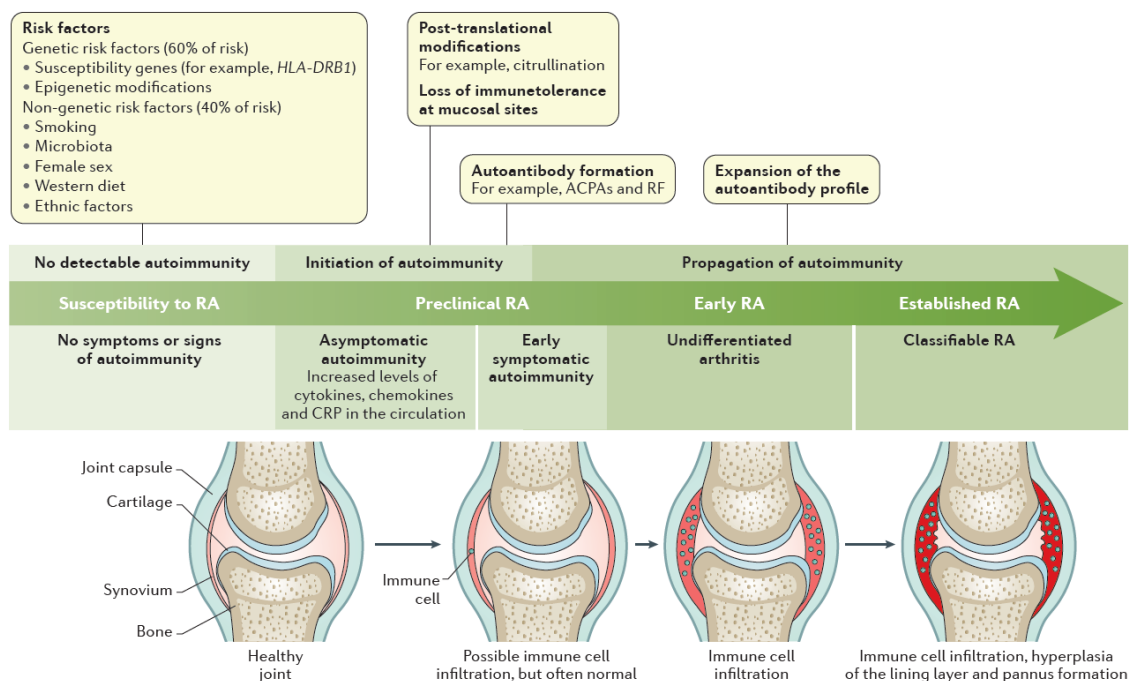 Risk factors
Genetic risk factors (60% of risk)
• Susceptibility genes (for example, HLA-DRB1)
• Epigenetic modifications
Non-genetic risk factors (40% of risk)
• Smoking
• Microbiota
• Female sex
• Western diet
• Ethnic factors
Post-translational
modifications
For example, citrullination
Loss of immunetolerance
at mucosal sites
Autoantibody formation
For example, ACPAs and RF
Expansion of the
autoantibody profile
No detectable autoimmunity
Initiation of autoimmunity
Propagation of autoimmunity
Susceptibility to RA
Preclinical RA
Early RA
Established RA
No symptoms or signs
of autoimmunity
Asymptomatic
autoimmunity
Increased levels of
cytokines, chemokines
and CRP in the circulation
Early
symptomatic
autoimmunity
Undifferentiated
arthritis
Classifiable RA
Joint capsule
Cartilage
Synovium
Bone
Immune
cell
Healthy
joint
Possible immune cell
infiltration, but often normal
Immune cell
infiltration
Immune cell infiltration, hyperplasia
of the lining layer and pannus formation